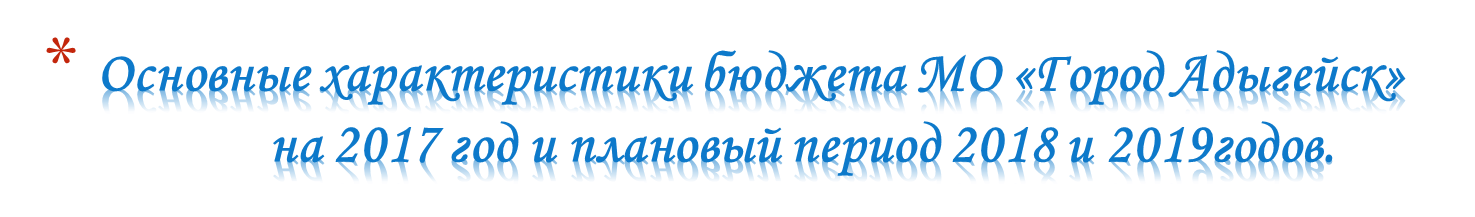 * Основные характеристики бюджета МО «Город Адыгейск»
на 2017 год и плановый период 2018 и 2019годов.